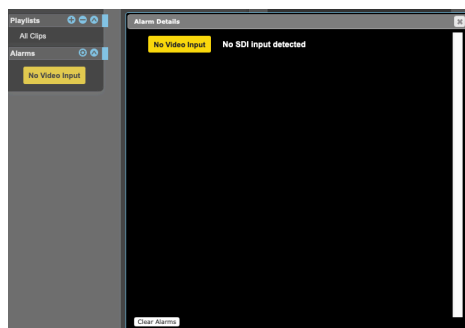 Playlists
All Clips
Alarms
No Video Input
Alarm Details
No Video Input No SDI input detected
Clear Alarms